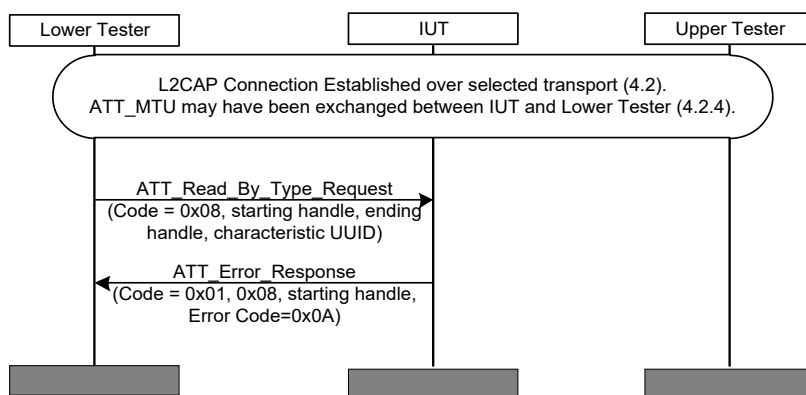 Lower Tester
IUT
Upper Tester
L2CAP Connection Established over selected transport (4.2).
ATT_MTU may have been exchanged between IUT and Lower Tester (4.2.4).
ATT_Read_By_Type_Request
(Code = 0x08, starting handle, ending
handle, characteristic UUID)
ATT_Error_Response
(Code = 0x01, 0x08, starting handle,
Error Code=0x0A)